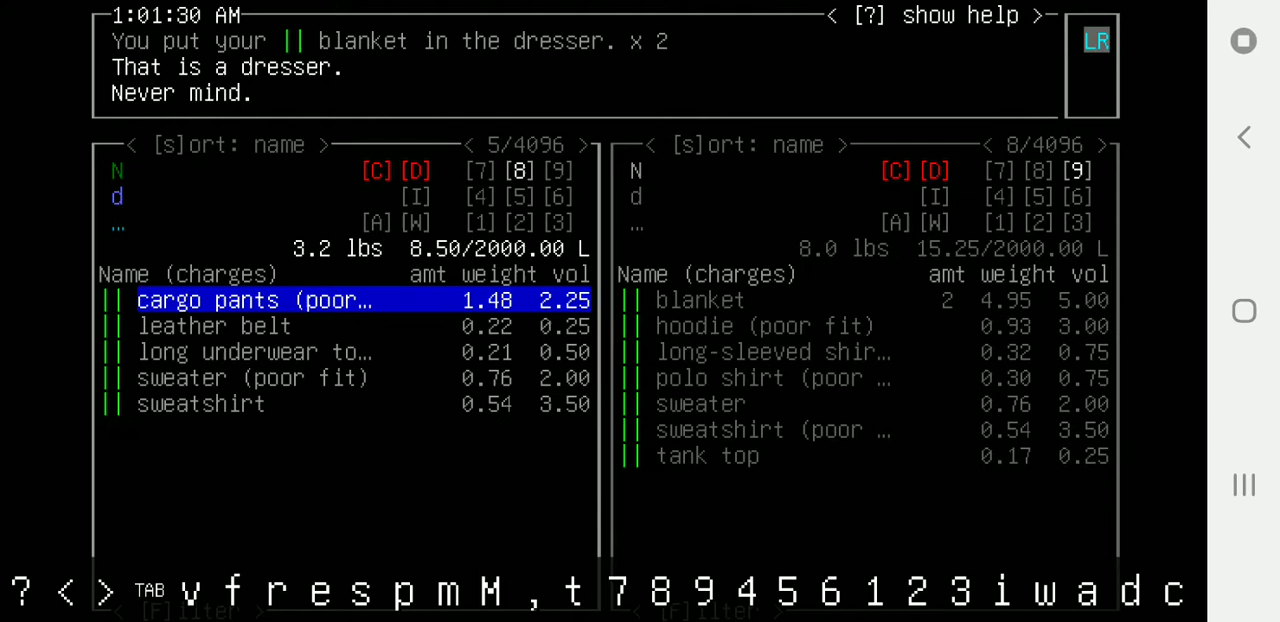 1:01:30 AM < [?] show help >
You put your || blanket in the dresser. x 2
That is a dresser.
Never mind.
LR
< [s]ort: name > < 5/4096 >
N [C] [D] [7] [8] [9]
d [I] [4] [5] [6]
... [A] [W] [1] [2] [3]
3.2 lbs 8.50/2000.00 L
Name (charges) amt weight vol
|| cargo pants (poor… 1.48 2.25
|| leather belt 0.22 0.25
|| long underwear to… 0.21 0.50
|| sweater (poor fit) 0.76 2.00
|| sweatshirt 0.54 3.50
< [s]ort: name > < 8/4096 >
N [C] [D] [7] [8] [9]
d [I] [4] [5] [6]
... [A] [W] [1] [2] [3]
8.0 lbs 15.25/2000.00 L
Name (charges) amt weight vol
|| blanket 2 4.95 5.00
|| hoodie (poor fit) 0.93 3.00
|| long-sleeved shir… 0.32 0.75
|| polo shirt (poor … 0.30 0.75
|| sweater 0.76 2.00
|| sweatshirt (poor … 0.54 3.50
|| tank top 0.17 0.25
? < > TAB v f r e s p m M , t 7 8 9 4 5 6 1 2 3 i w a d c
< [F]ilter > < [F]ilter >